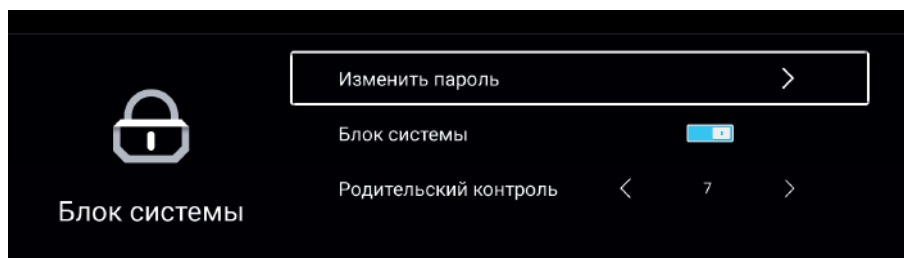 Изменить пароль
Блок системы
Родительский контроль 7
Блок системы